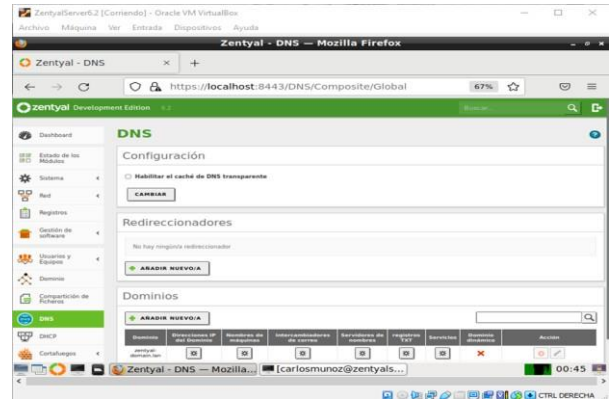 ZentyalServer6.2 [Corriendo] - Oracle VM VirtualBox
Archivo Máquina Ver Entrada Dispositivos Ayuda
Zentyal - DNS — Mozilla Firefox
Zentyal - DNS
https://localhost:8443/DNS/Composite/Global 67%
zentyal Development Edition 6.2 Buscar...
Dashboard
Estado de los Módulos
Sistema
Red
Registros
Gestión de software
Usuarios y Equipos
Dominio
Compartición de Ficheros
DNS
DHCP
Cortafuegos
DNS
Configuración
Habilitar el caché de DNS transparente
CAMBIAR
Redireccionadores
No hay ningún/a redireccionador
AÑADIR NUEVO/A
Dominios
AÑADIR NUEVO/A
Dominio Direcciones IP del Dominio Nombres de máquinas Intercambiadores de correo Servidores de nombres registros TXT Servicios Dominio dinámico Acción
zentyal-domain.lan
Zentyal - DNS — Mozilla... [carlosmunoz@zentyals... 00:45
CTRL DERECHA